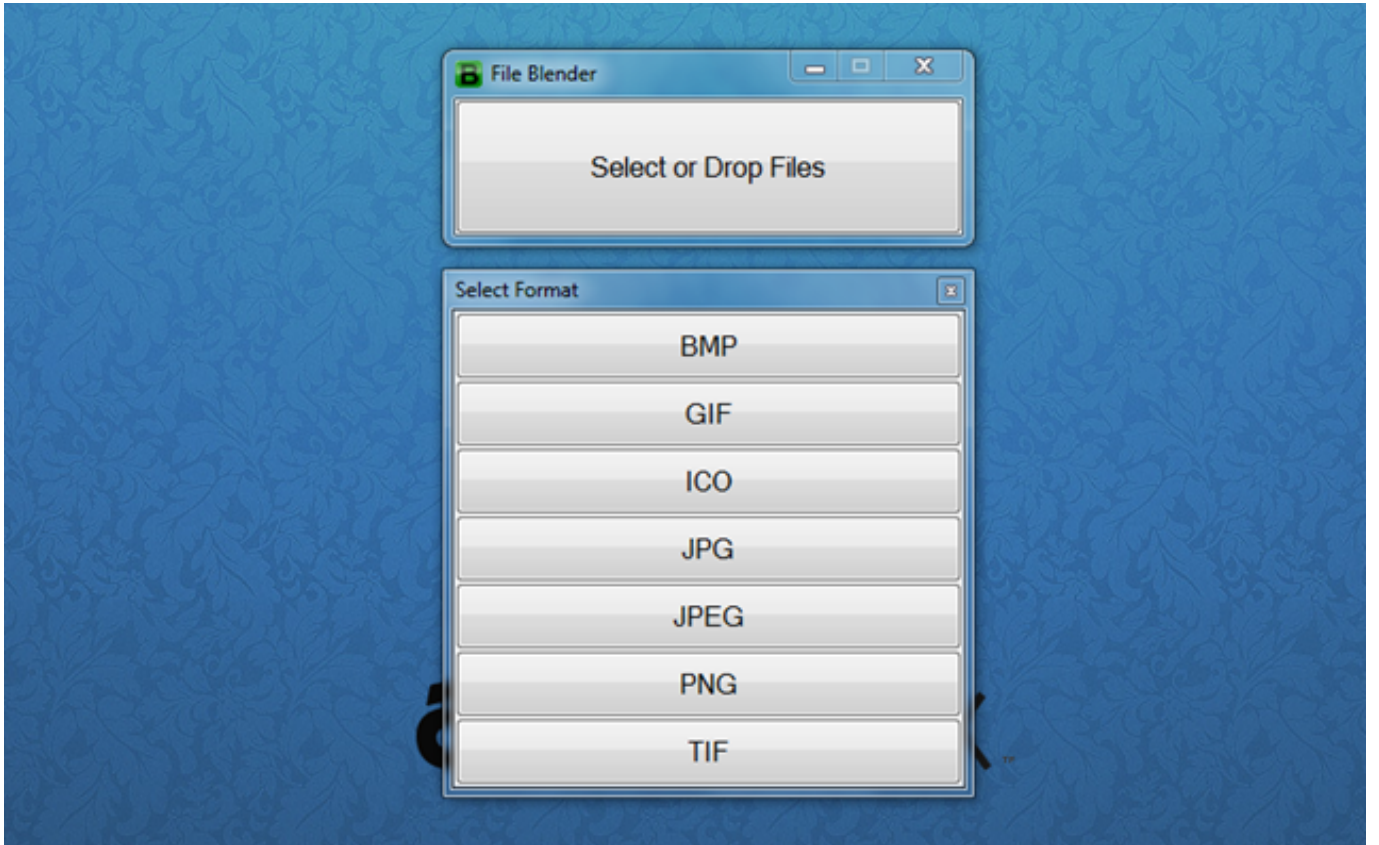 File Blender
Select or Drop Files
Select Format
BMP
GIF
ICO
JPG
JPEG
PNG
TIF